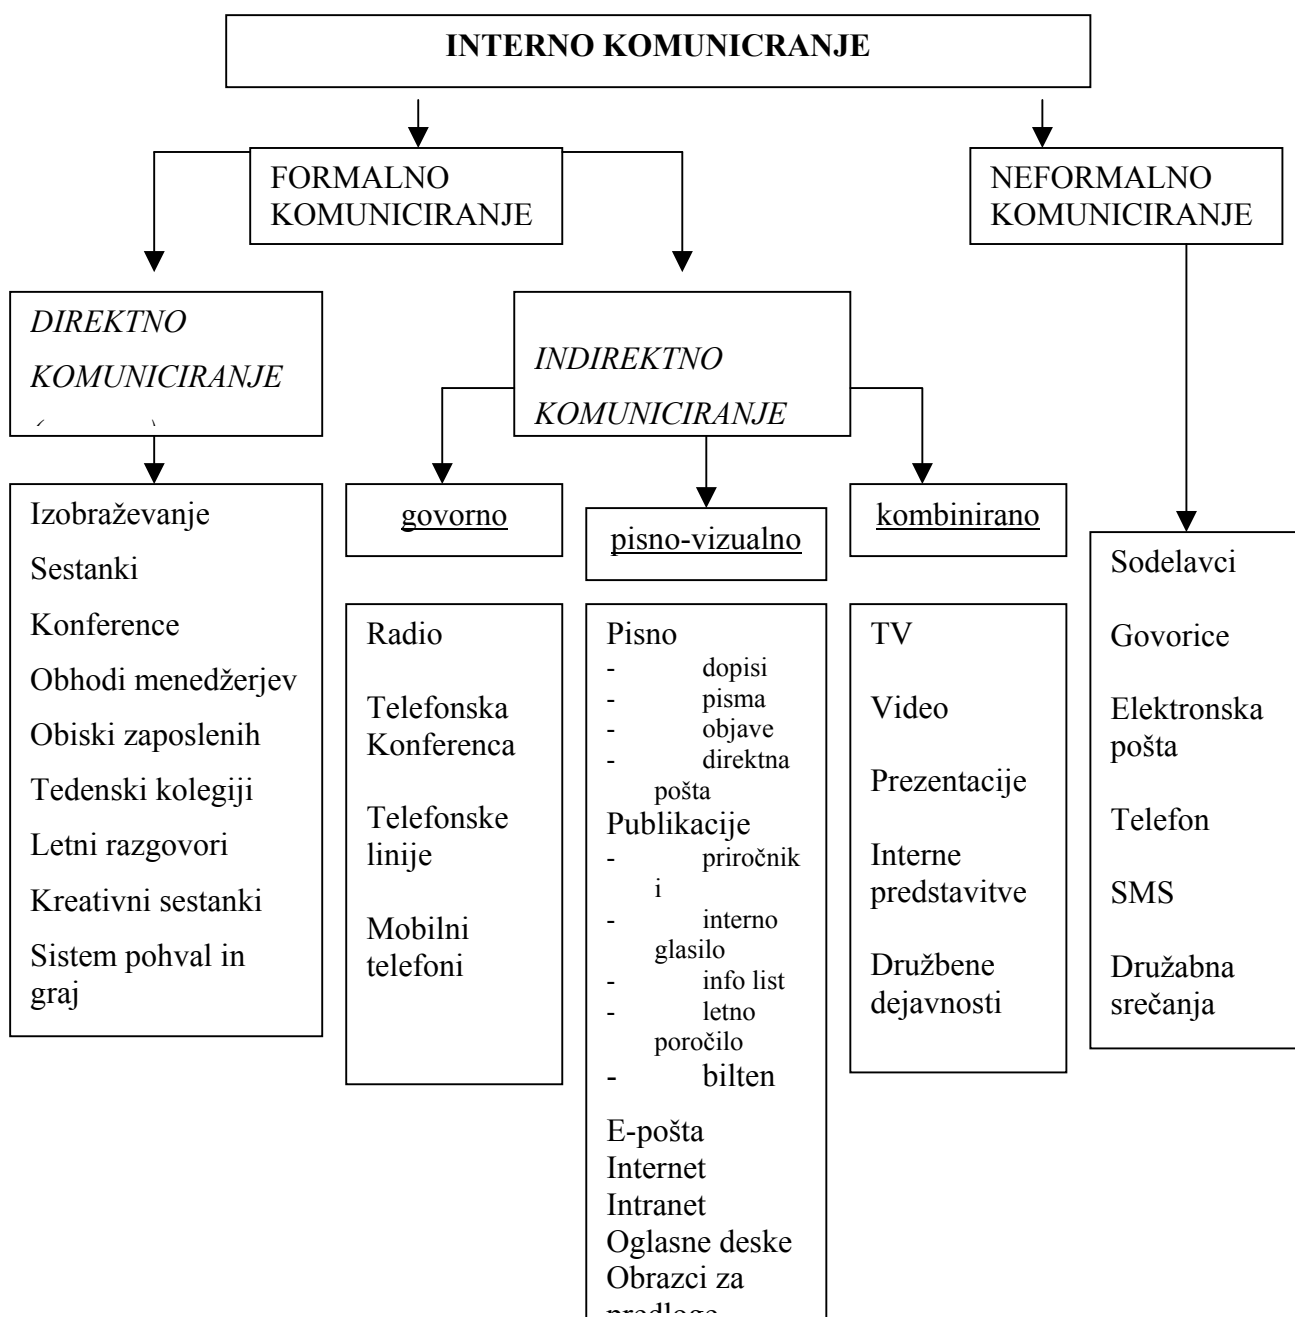 INTERNO KOMUNICRANJE
FORMALNO
KOMUNICIRANJE
NEFORMALNO
KOMUNICIRANJE
DIREKTNO
KOMUNICIRANJE
INDIREKTNO
KOMUNICIRANJE
Izobraževanje
Sestanki
Konference
Obhodi menedžerjev
Obiski zaposlenih
Tedenski kolegiji
Letni razgovori
Kreativni sestanki
Sistem pohval in
graj
govorno
Radio
Telefonska
Konferenca
Telefonske
linije
Mobilni
telefoni
pisno-vizualno
Pisno
- dopisi
- pisma
- objave
- direktna
pošta
Publikacije
- priročnik
i
- interno
glasilo
- info list
- letno
poročilo
- bilten
E-pošta
Internet
Intranet
Oglasne deske
Obrazci za
predloge
kombinirano
TV
Video
Prezentacije
Interne
predstavitve
Družbene
dejavnosti
Sodelavci
Govorice
Elektronska
pošta
Telefon
SMS
Družabna
srečanja